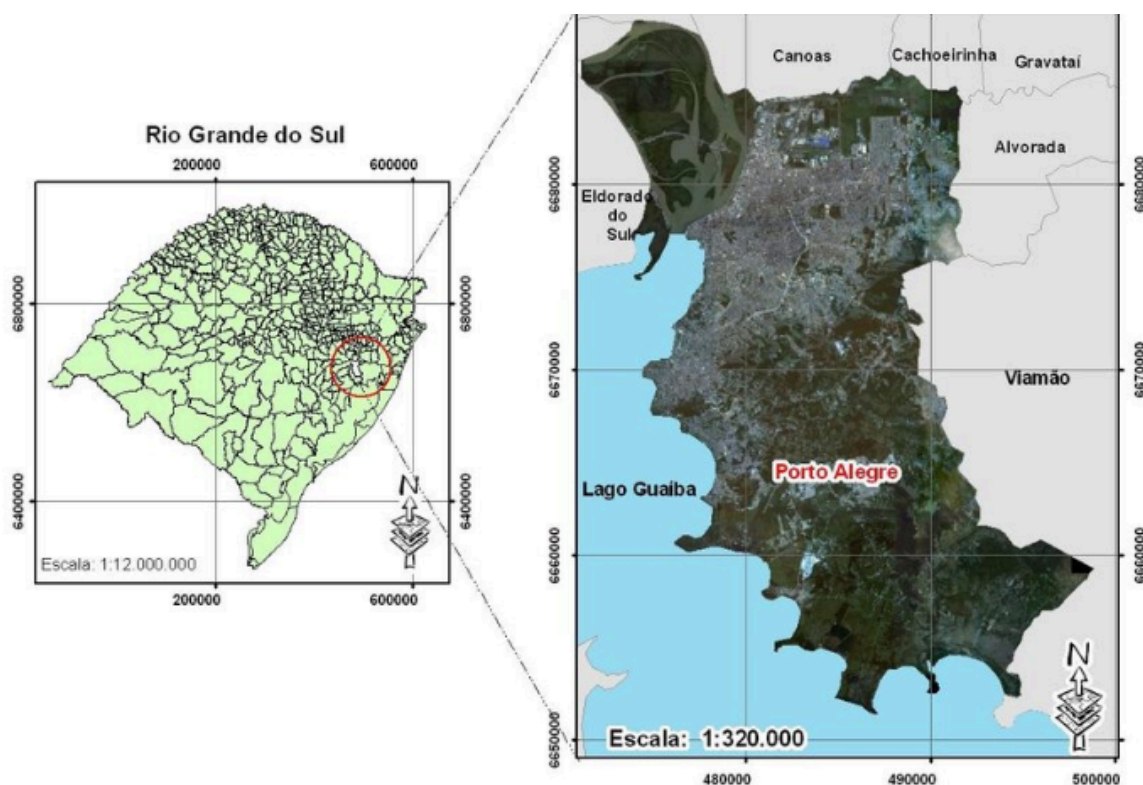 Rio Grande do Sul
200000 600000
6800000 6800000
6400000 6400000
N
Escala: 1:12.000.000
200000 600000
Canoas
Cachoeirinha
Gravataí
Alvorada
Eldorado
do
Sul
6680000 6680000
6670000 6670000
Viamão
Porto Alegre
Lago Guaíba
6660000 6660000
N
Escala: 1:320.000
6650000 6650000
480000 490000 500000